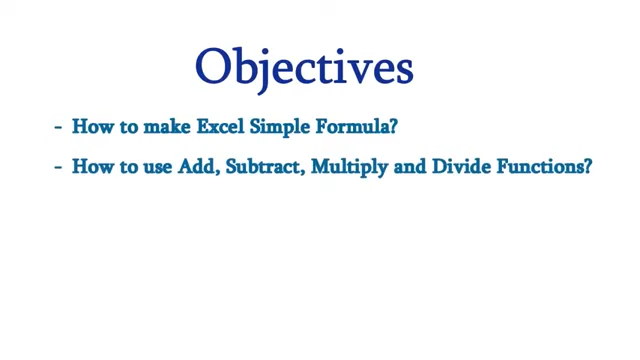 Objectives
- How to make Excel Simple Formula?
- How to use Add, Subtract, Multiply and Divide Functions?